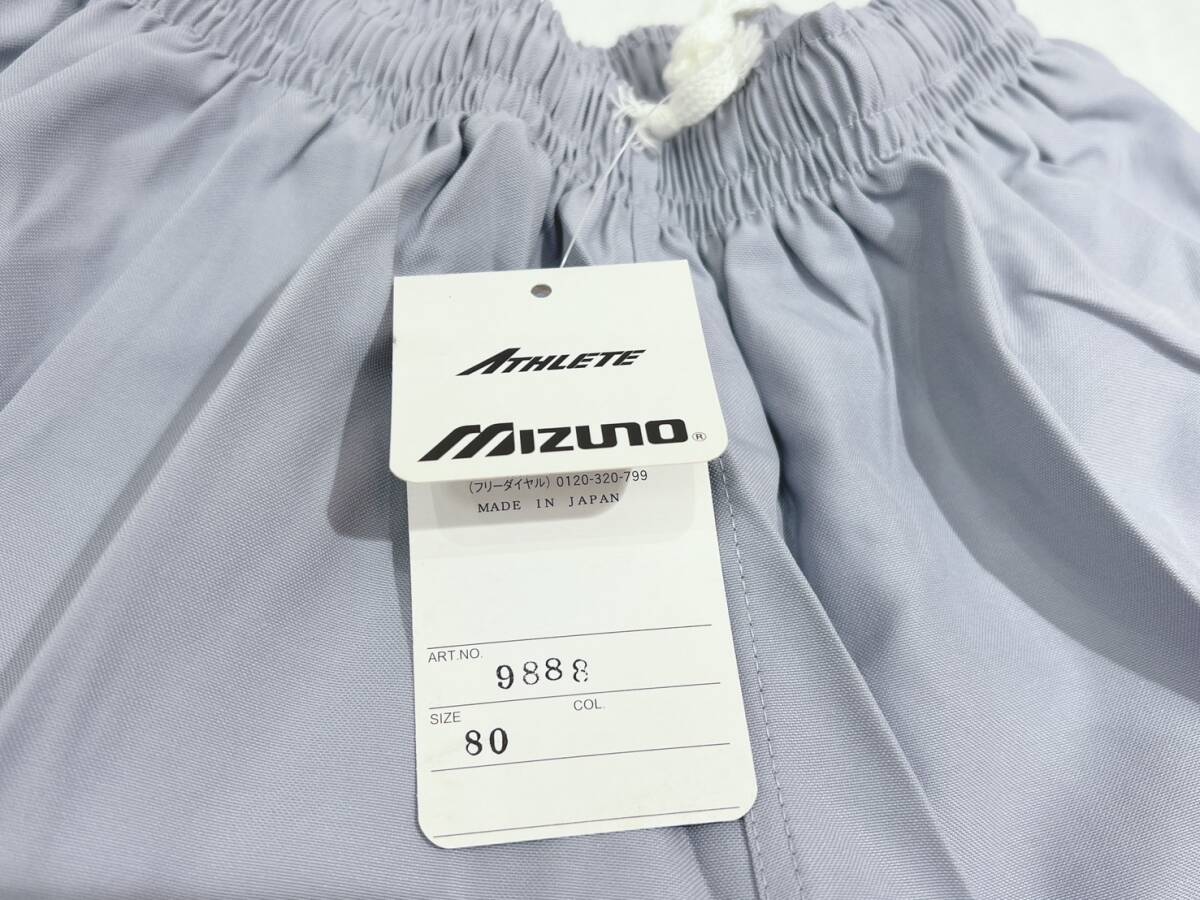 ATHLETE
MIZUNO®
(フリーダイヤル) 0120-320-799
MADE IN JAPAN
ART.NO. 9888
SIZE 80 COL.